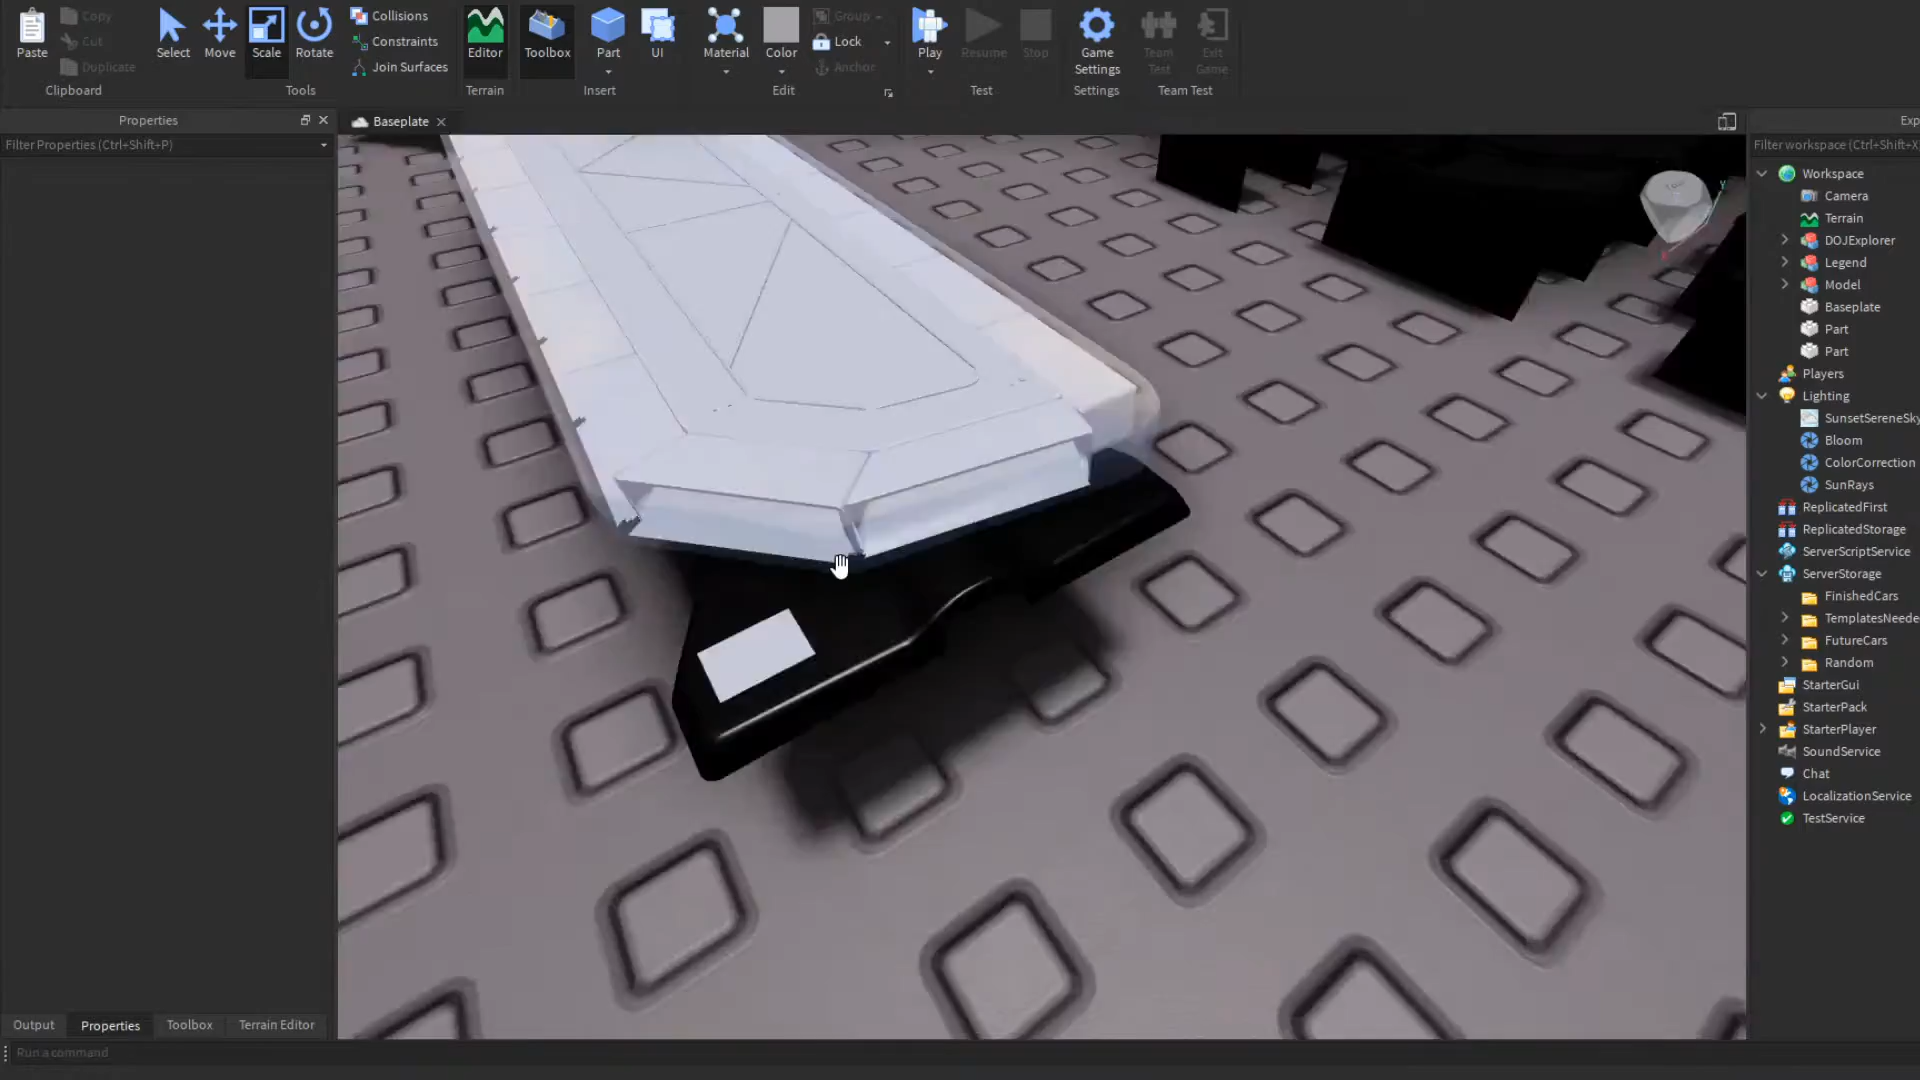 Paste
Copy
Cut
Duplicate
Clipboard
Select
Move
Scale
Rotate
Collisions
Constraints
Join Surfaces
Tools
Editor
Terrain
Toolbox
Part
UI
Insert
Material
Color
Group
Lock
Anchor
Edit
Play
Resume
Stop
Test
Game
Settings
Settings
Team
Test
Exit
Game
Team Test
Properties
Filter Properties (Ctrl+Shift+P)
Baseplate
Exp
Filter workspace (Ctrl+Shift+X
Workspace
Camera
Terrain
DOJExplorer
Legend
Model
Baseplate
Part
Part
Players
Lighting
SunsetSereneSky
Bloom
ColorCorrection
SunRays
ReplicatedFirst
ReplicatedStorage
ServerScriptService
ServerStorage
FinishedCars
TemplatesNeede
FutureCars
Random
StarterGui
StarterPack
StarterPlayer
SoundService
Chat
LocalizationService
TestService
Output
Properties
Toolbox
Terrain Editor
Run a command